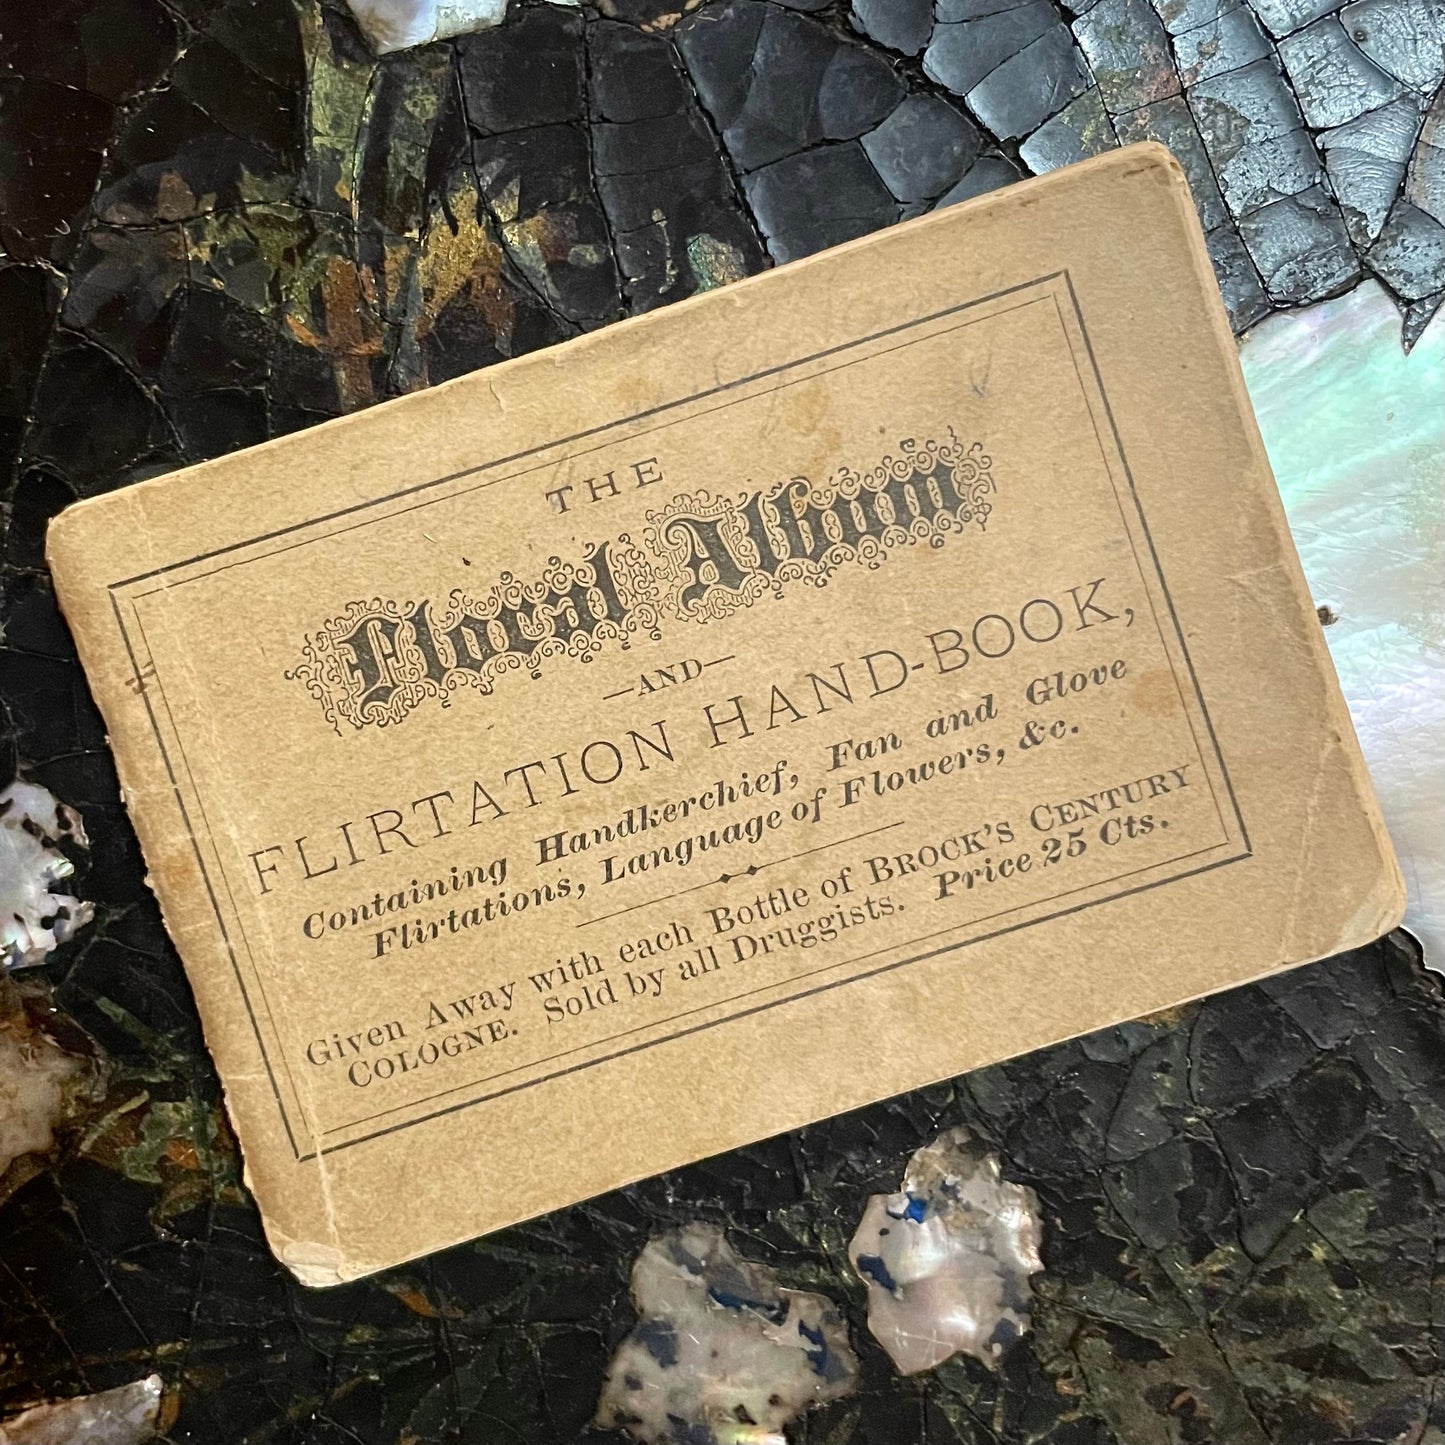 THE
Floral Album
—AND—
FLIRTATION HAND-BOOK,
Containing Handkerchief, Fan and Glove
Flirtations, Language of Flowers, &c.
Given Away with each Bottle of BROCK'S CENTURY
COLOGNE. Sold by all Druggists. Price 25 Cts.